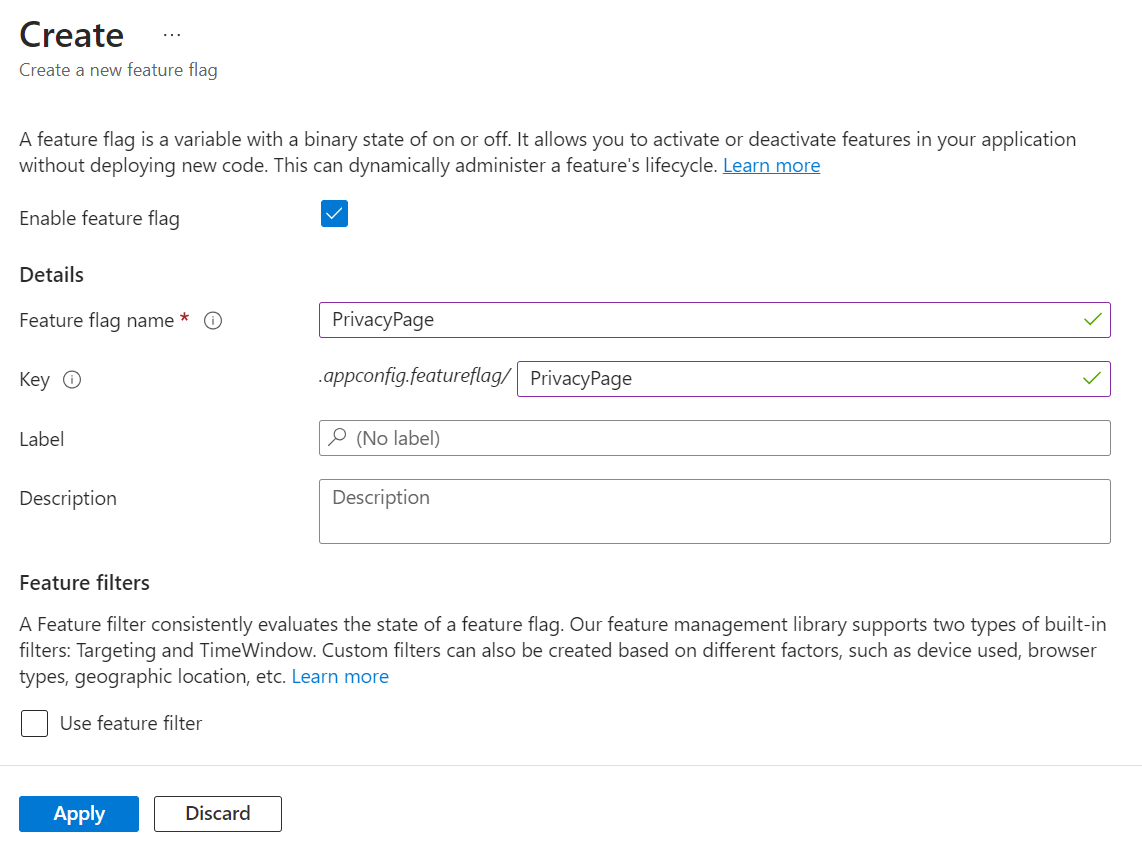 Create ...
Create a new feature flag
A feature flag is a variable with a binary state of on or off. It allows you to activate or deactivate features in your application
without deploying new code. This can dynamically administer a feature's lifecycle. Learn more
Enable feature flag
Details
Feature flag name *
PrivacyPage
Key
.appconfig.featureflag/ PrivacyPage
Label
(No label)
Description
Description
Feature filters
A Feature filter consistently evaluates the state of a feature flag. Our feature management library supports two types of built-in
filters: Targeting and TimeWindow. Custom filters can also be created based on different factors, such as device used, browser
types, geographic location, etc. Learn more
Use feature filter
Apply
Discard